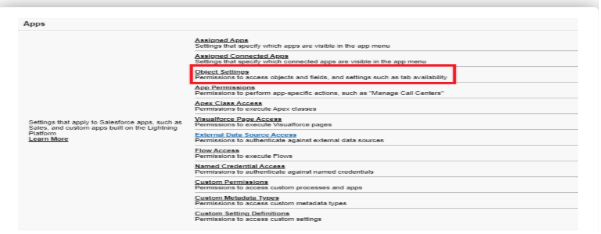 Apps
Settings that apply to Salesforce apps, such as
Sales, and custom apps built on the Lightning
Platform
Learn More
Assigned Apps
Settings that specify which apps are visible in the app menu
Assigned Connected Apps
Settings that specify which connected apps are visible in the app menu
Object Settings
Permissions to access objects and fields, and settings such as tab availability
App Permissions
Permissions to perform app-specific actions, such as "Manage Call Centers"
Apex Class Access
Permissions to execute Apex classes
Visualforce Page Access
Permissions to execute Visualforce pages
External Data Source Access
Permissions to authenticate against external data sources
Flow Access
Permissions to execute Flows
Named Credential Access
Permissions to authenticate against named credentials
Custom Permissions
Permissions to access custom processes and apps
Custom Metadata Types
Permissions to access custom metadata types
Custom Setting Definitions
Permissions to access custom settings